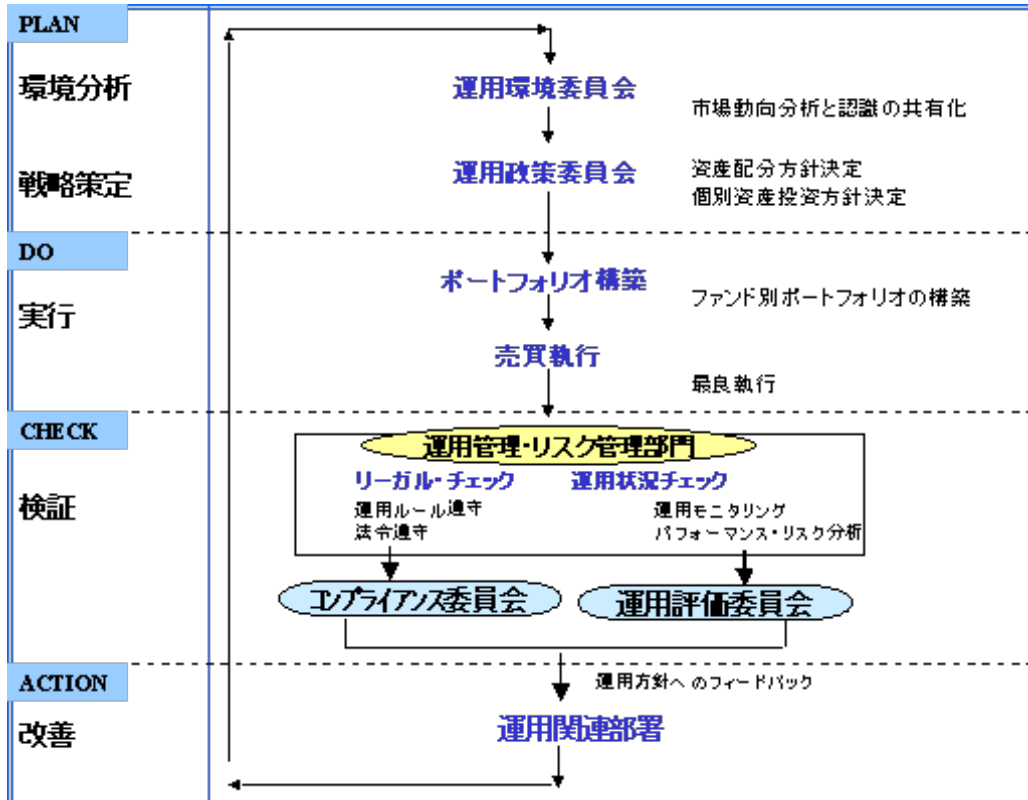 PLAN
環境分析
運用環境委員会
市場動向分析と認識の共有化
戦略策定
運用政策委員会
資産配分方針決定
個別資産投資方針決定
DO
実行
ポートフォリオ構築
ファンド別ポートフォリオの構築
売買執行
最良執行
CHECK
検証
運用管理・リスク管理部門
リーガル・チェック
運用状況チェック
運用ルール遵守
法令遵守
運用モニタリング
パフォーマンス・リスク分析
コンプライアンス委員会
運用評価委員会
ACTION
改善
運用方針へのフィードバック
運用関連部署